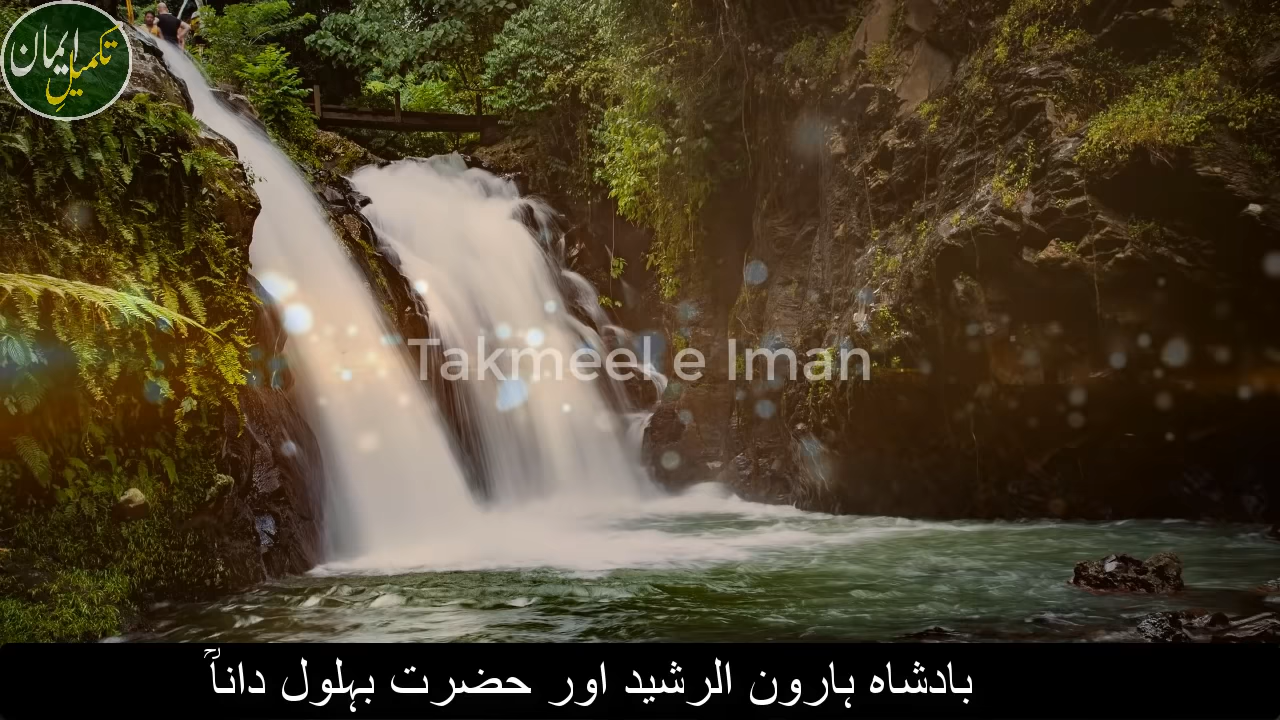 تکمیلِ ایمان
Takmeel e Iman
بادشاہ ہارون الرشید اور حضرت بہلول داناؒ